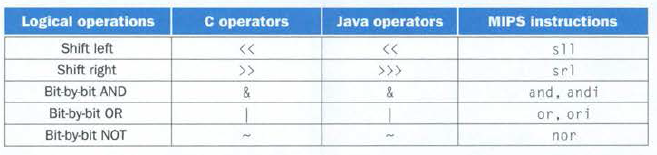 Logical operations C operators Java operators MIPS instructions
Shift left << << sll
Shift right >> >>> srl
Bit-by-bit AND & & and, andi
Bit-by-bit OR | | or, ori
Bit-by-bit NOT ~ ~ nor